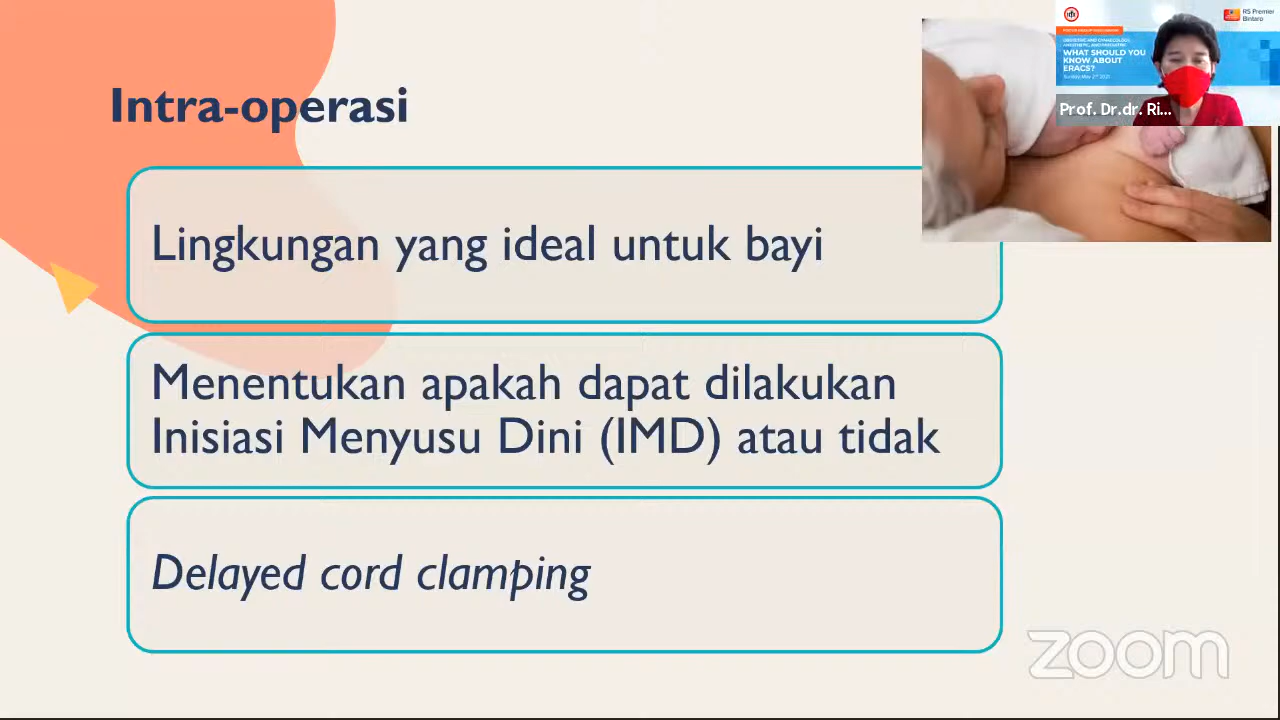 Intra-operasi
Lingkungan yang ideal untuk bayi
Menentukan apakah dapat dilakukan
Inisiasi Menyusu Dini (IMD) atau tidak
Delayed cord clamping
RS Premier
Bintaro
WHAT SHOULD YOU
KNOW ABOUT
ERACS?
Prof. Dr.dr. Ri...
zoom